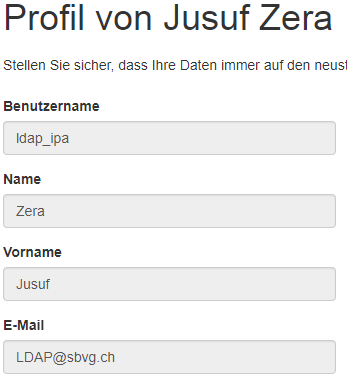 Profil von Jusuf Zera
Stellen Sie sicher, dass Ihre Daten immer auf den neust
Benutzername
ldap_ipa
Name
Zera
Vorname
Jusuf
E-Mail
LDAP@sbvg.ch